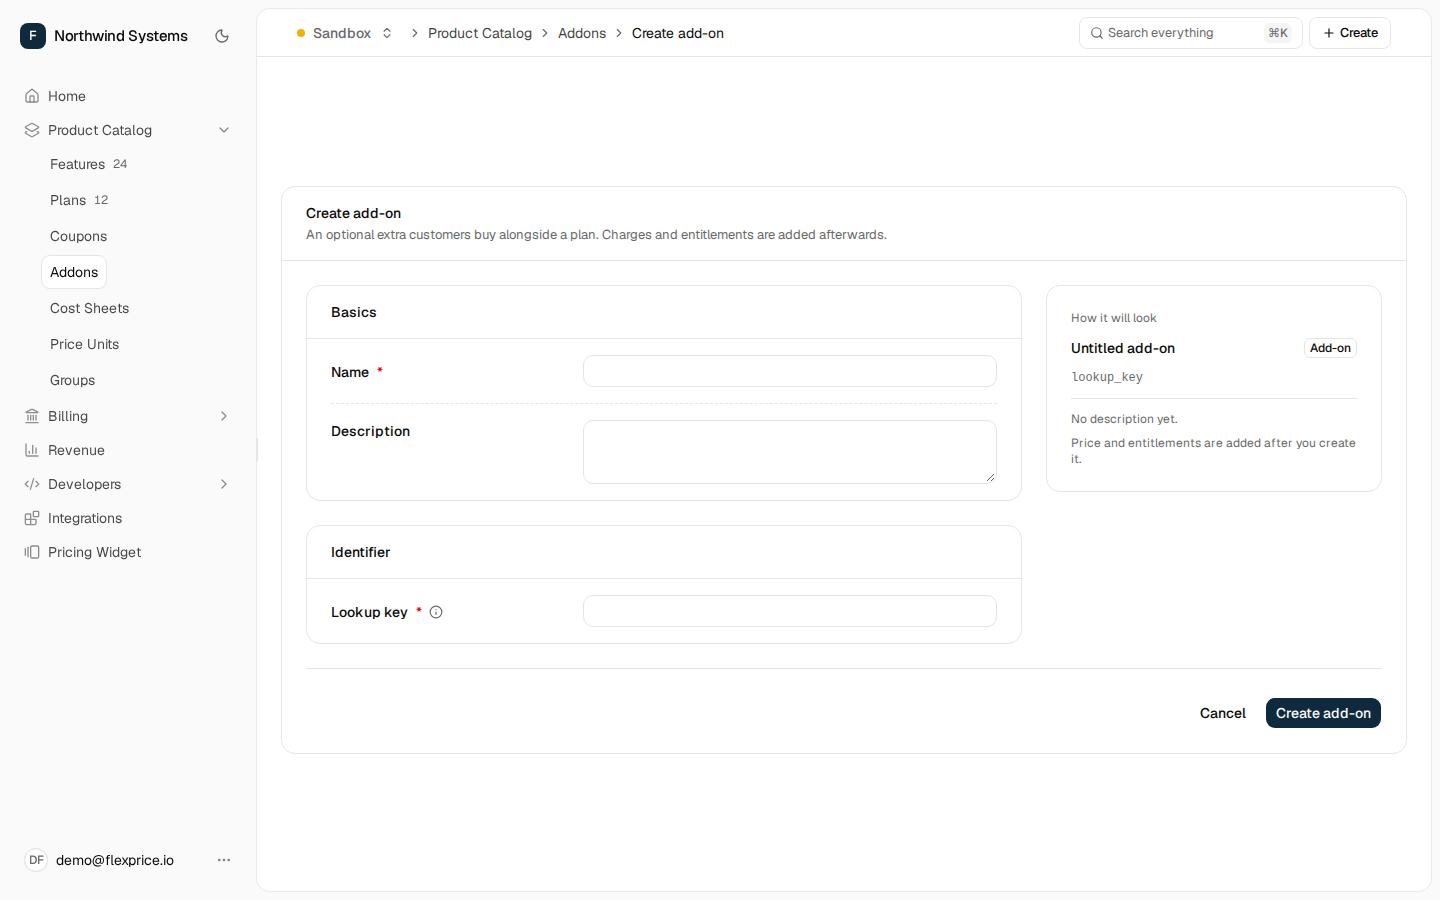 F Northwind Systems
Home
Product Catalog
Features 24
Plans 12
Coupons
Addons
Cost Sheets
Price Units
Groups
Billing
Revenue
Developers
Integrations
Pricing Widget
DF demo@flexprice.io
Sandbox Product Catalog Addons Create add-on
Search everything ⌘K
Create
Create add-on
An optional extra customers buy alongside a plan. Charges and entitlements are added afterwards.
Basics
Name *
Description
Identifier
Lookup key *
How it will look
Untitled add-on Add-on
lookup_key
No description yet.
Price and entitlements are added after you create
it.
Cancel Create add-on